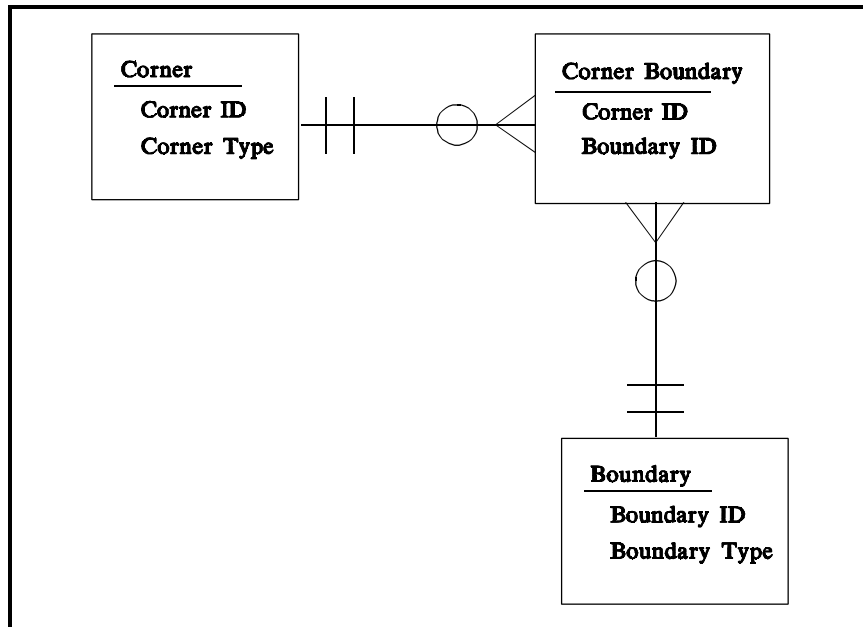 Corner
Corner ID
Corner Type
Corner Boundary
Corner ID
Boundary ID
Boundary
Boundary ID
Boundary Type